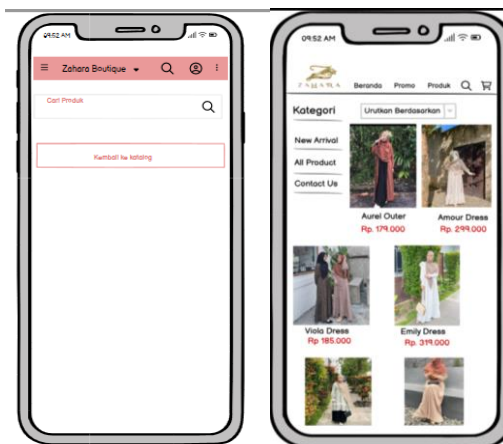 09:52 AM
Zahara Boutique
Cari Produk
Kembali ke katalog
09:52 AM
ZAHARA
Beranda Promo Produk
Kategori
Urutkan Berdasarkan
New Arrival
All Product
Contact Us
Aurel Outer
Rp. 179.000
Amour Dress
Rp. 299.000
Viola Dress
Rp 185.000
Emily Dress
Rp. 319.000